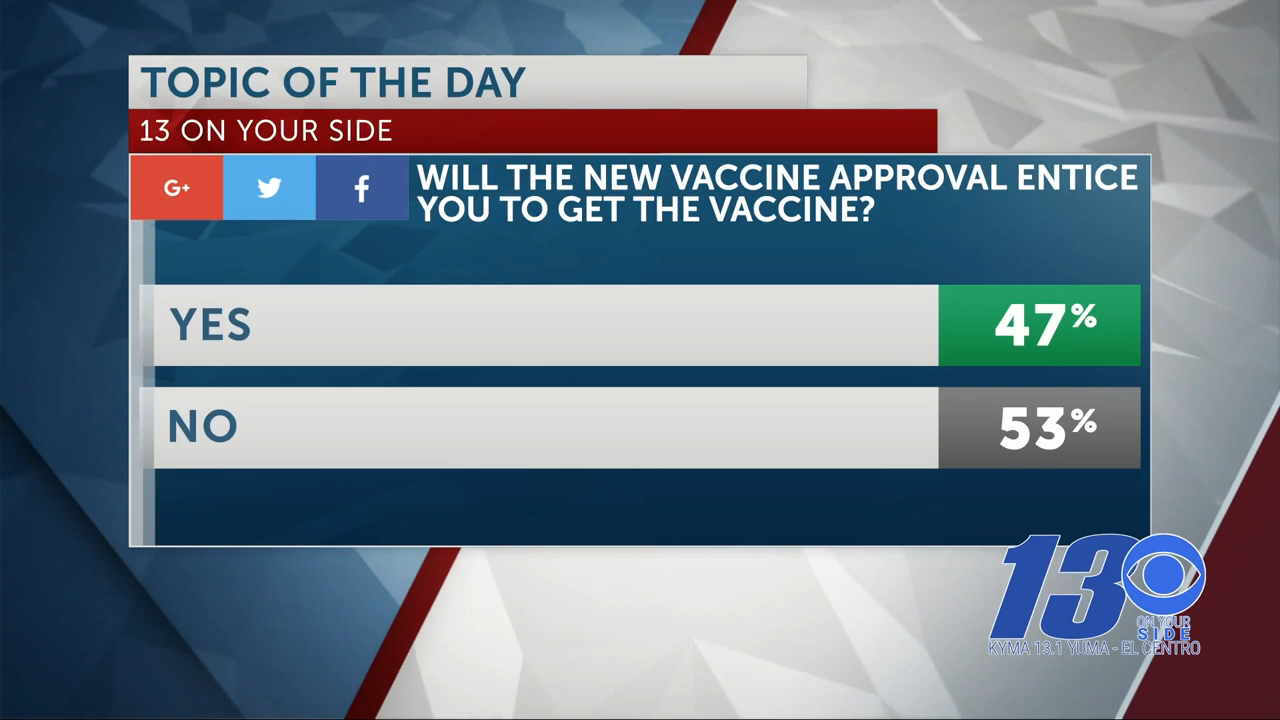 TOPIC OF THE DAY
13 ON YOUR SIDE
G+ f
WILL THE NEW VACCINE APPROVAL ENTICE
YOU TO GET THE VACCINE?
YES 47%
NO 53%
13
ON YOUR
SIDE
KYMA 13.1 YUMA - EL CENTRO